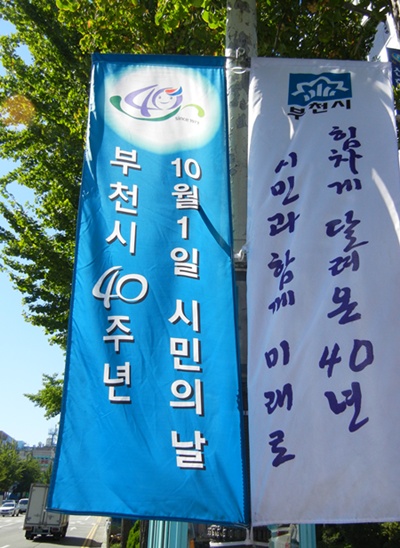 40
10월 1일 시민의 날
부천시 40주년
부천시
힘차게 달려온 40년
시민과 함께 미래로